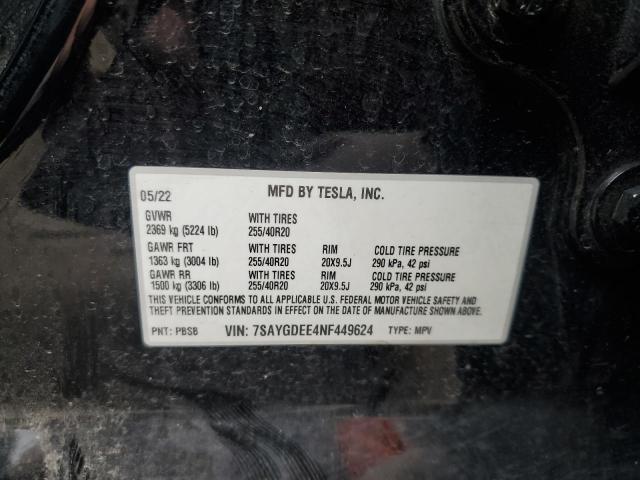 05/22 MFD BY TESLA, INC.
GVWR WITH TIRES
2369 kg (5224 lb) 255/40R20
GAWR FRT WITH TIRES RIM COLD TIRE PRESSURE
1363 kg (3004 lb) 255/40R20 20X9.5J 290 kPa, 42 psi
GAWR RR WITH TIRES RIM COLD TIRE PRESSURE
1500 kg (3306 lb) 255/40R20 20X9.5J 290 kPa, 42 psi
THIS VEHICLE CONFORMS TO ALL APPLICABLE U.S. FEDERAL MOTOR VEHICLE SAFETY AND
THEFT PREVENTION STANDARDS IN EFFECT ON THE DATE OF MANUFACTURE SHOWN ABOVE.
PNT: PBSB VIN: 7SAYGDEE4NF449624 TYPE: MPV